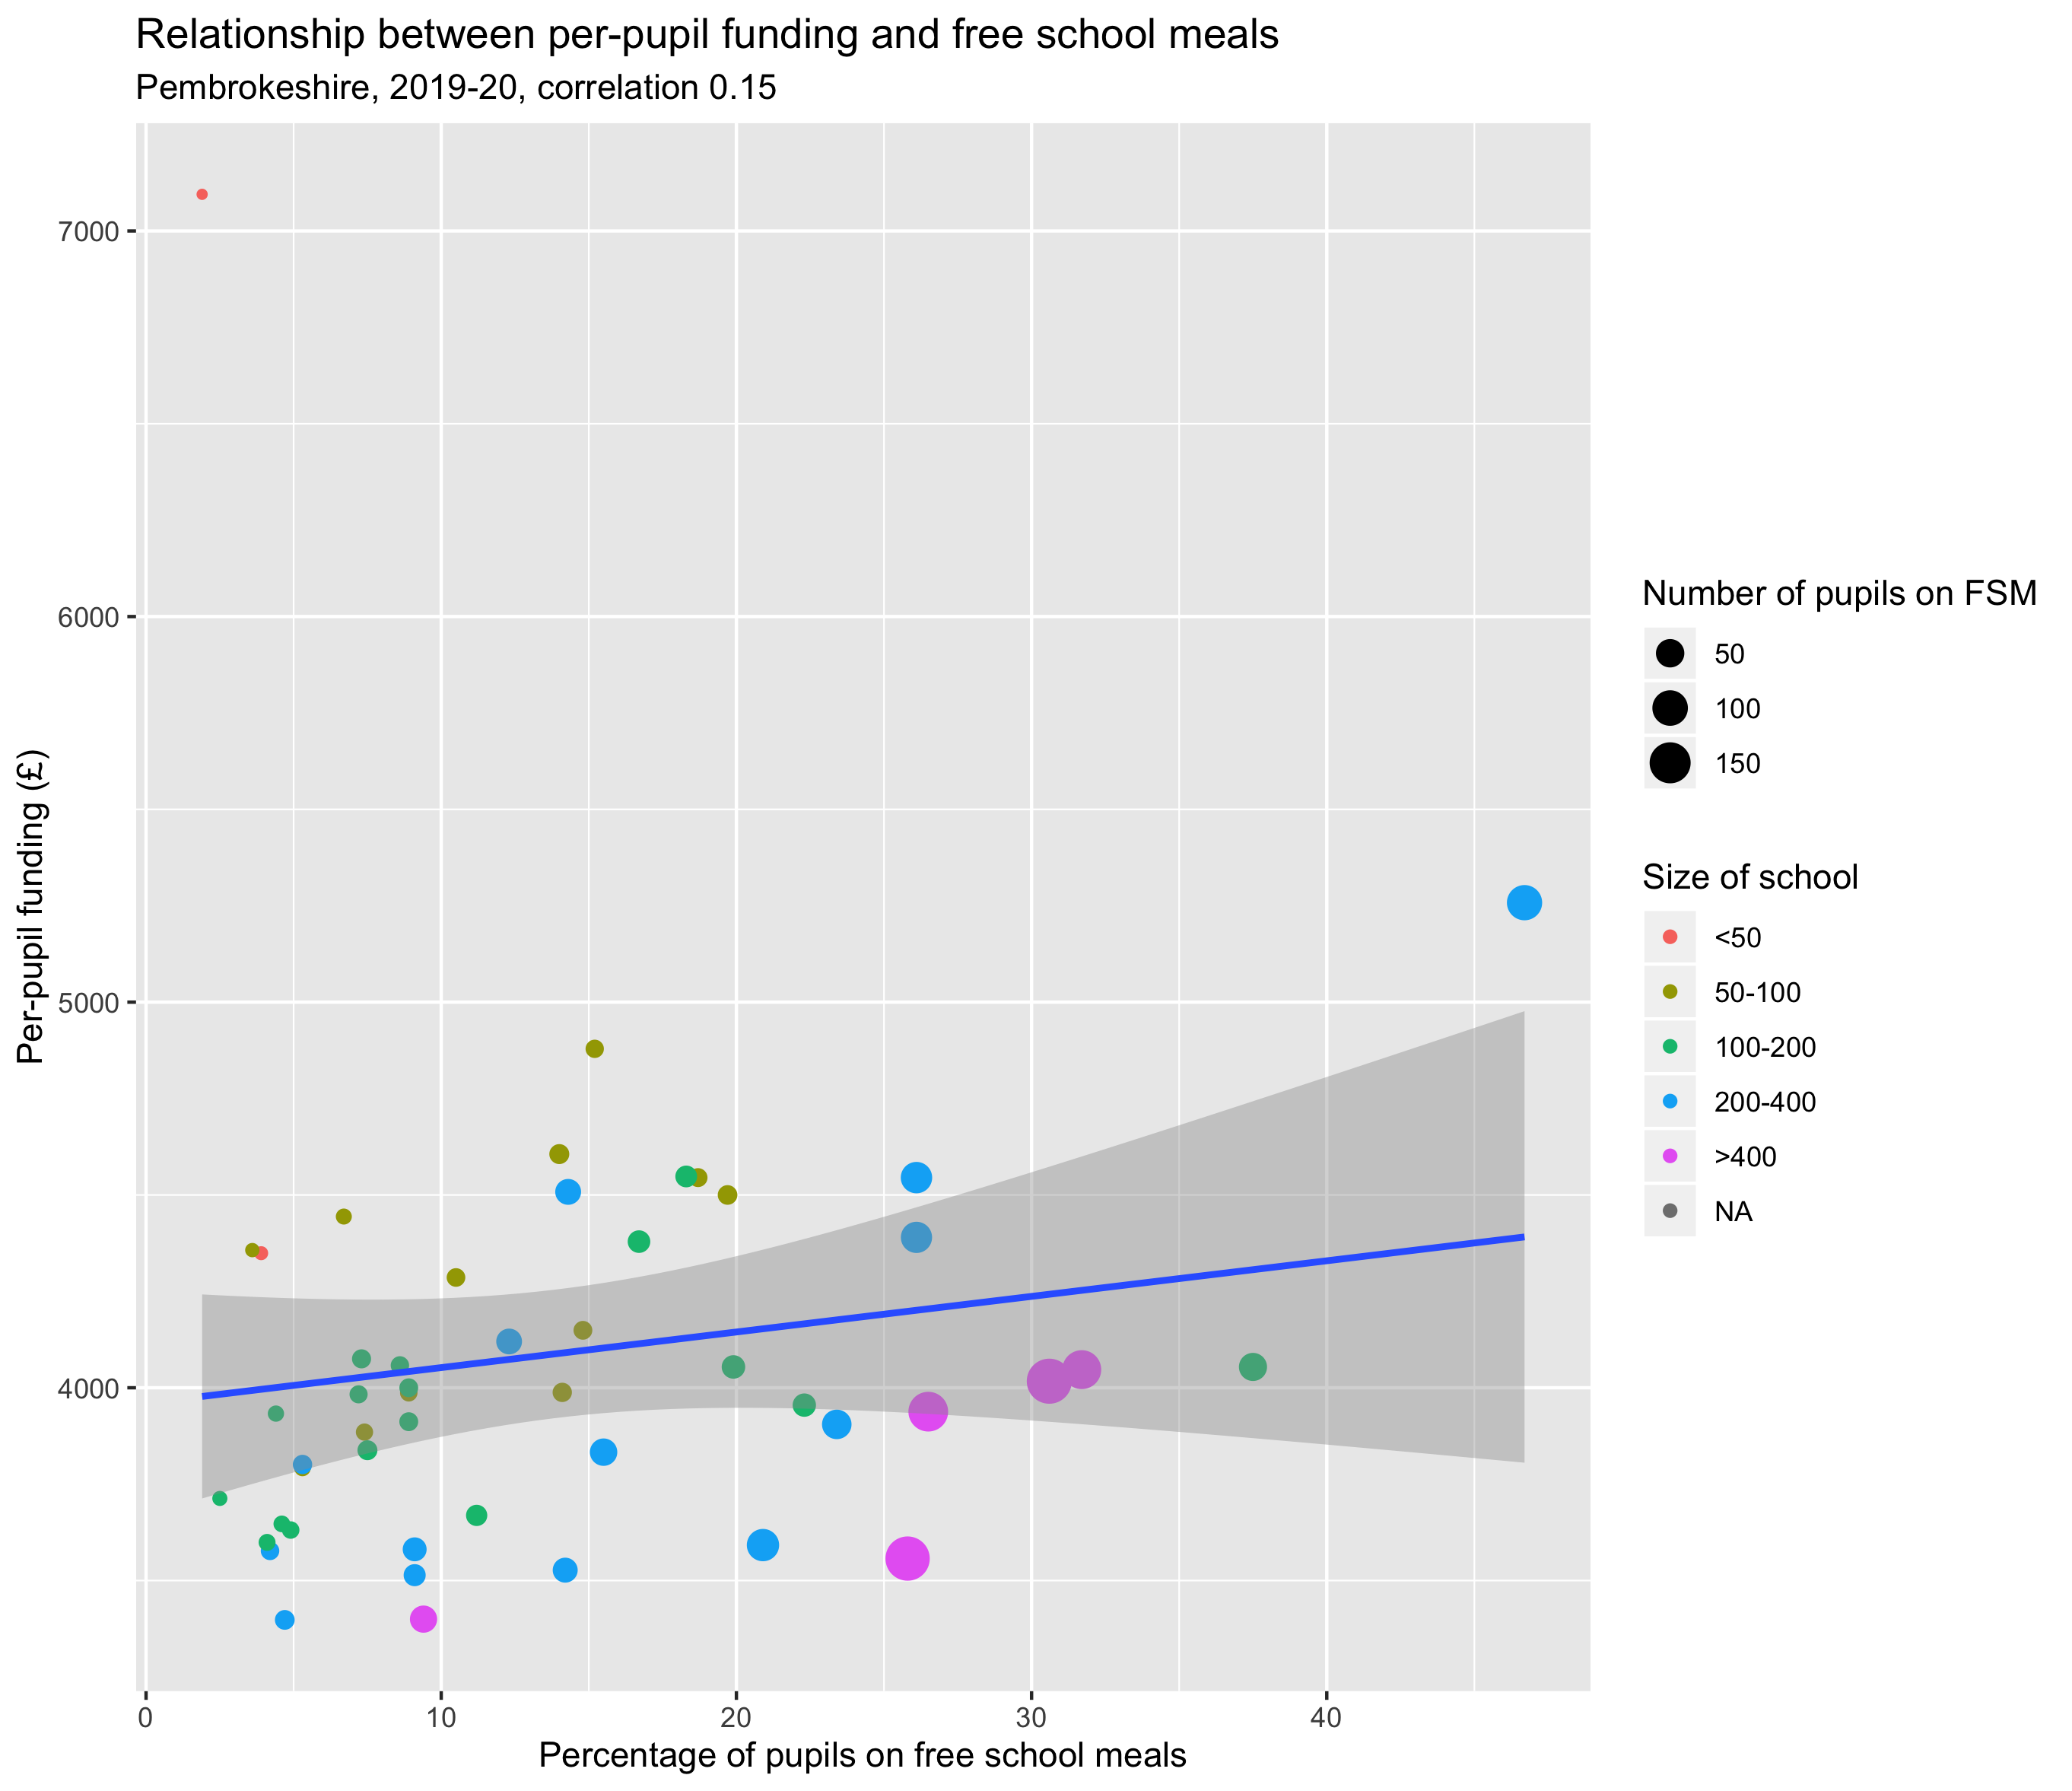 Relationship between per-pupil funding and free school meals
Pembrokeshire, 2019-20, correlation 0.15
7000
6000
5000
4000
Per-pupil funding (£)
0 10 20 30 40
Percentage of pupils on free school meals
Number of pupils on FSM
50
100
150
Size of school
<50
50-100
100-200
200-400
>400
NA